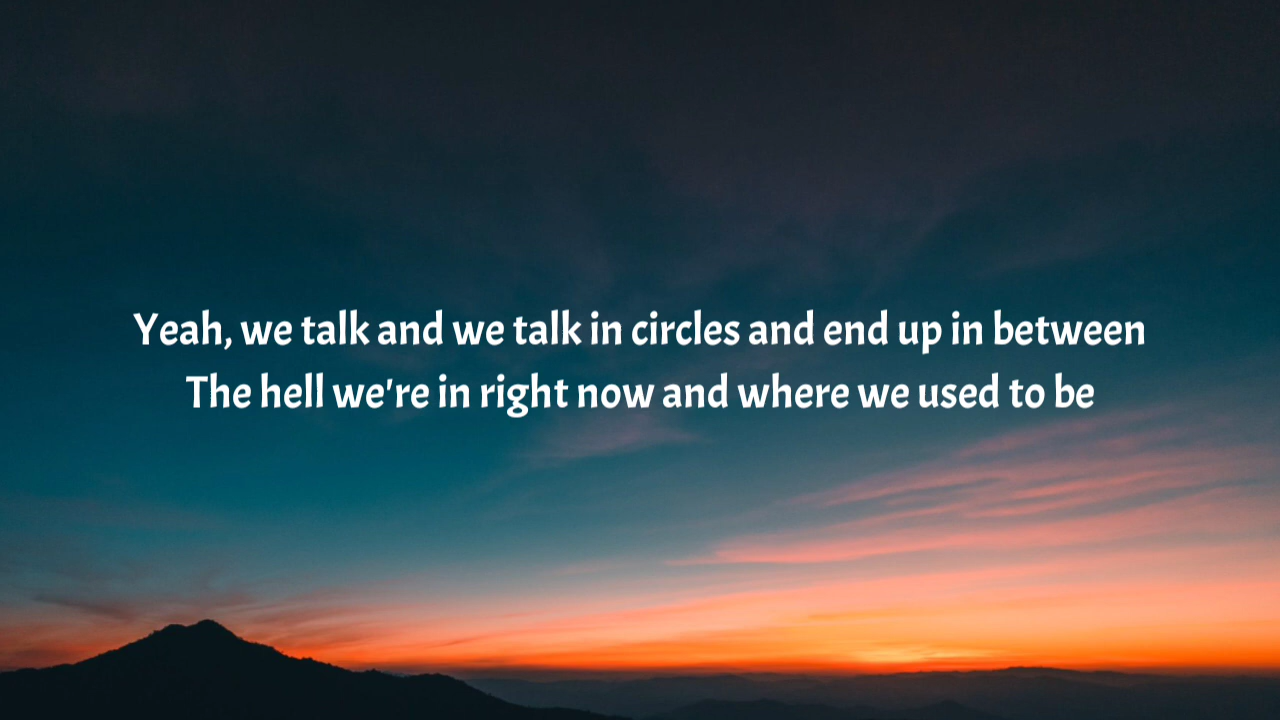 Yeah, we talk and we talk in circles and end up in between
The hell we're in right now and where we used to be